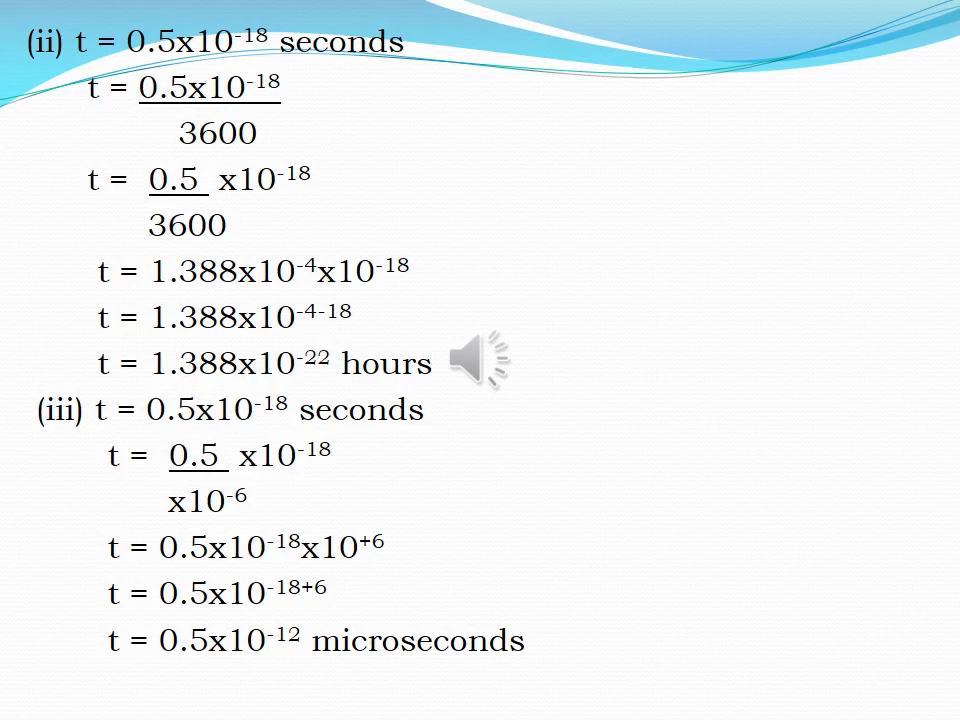 (ii) t = 0.5x10⁻¹⁸ seconds
t = 0.5x10⁻¹⁸
3600
t = 0.5 x10⁻¹⁸
3600
t = 1.388x10⁻⁴x10⁻¹⁸
t = 1.388x10⁻⁴⁻¹⁸
t = 1.388x10⁻²² hours
(iii) t = 0.5x10⁻¹⁸ seconds
t = 0.5 x10⁻¹⁸
x10⁻⁶
t = 0.5x10⁻¹⁸x10⁺⁶
t = 0.5x10⁻¹⁸⁺⁶
t = 0.5x10⁻¹² microseconds